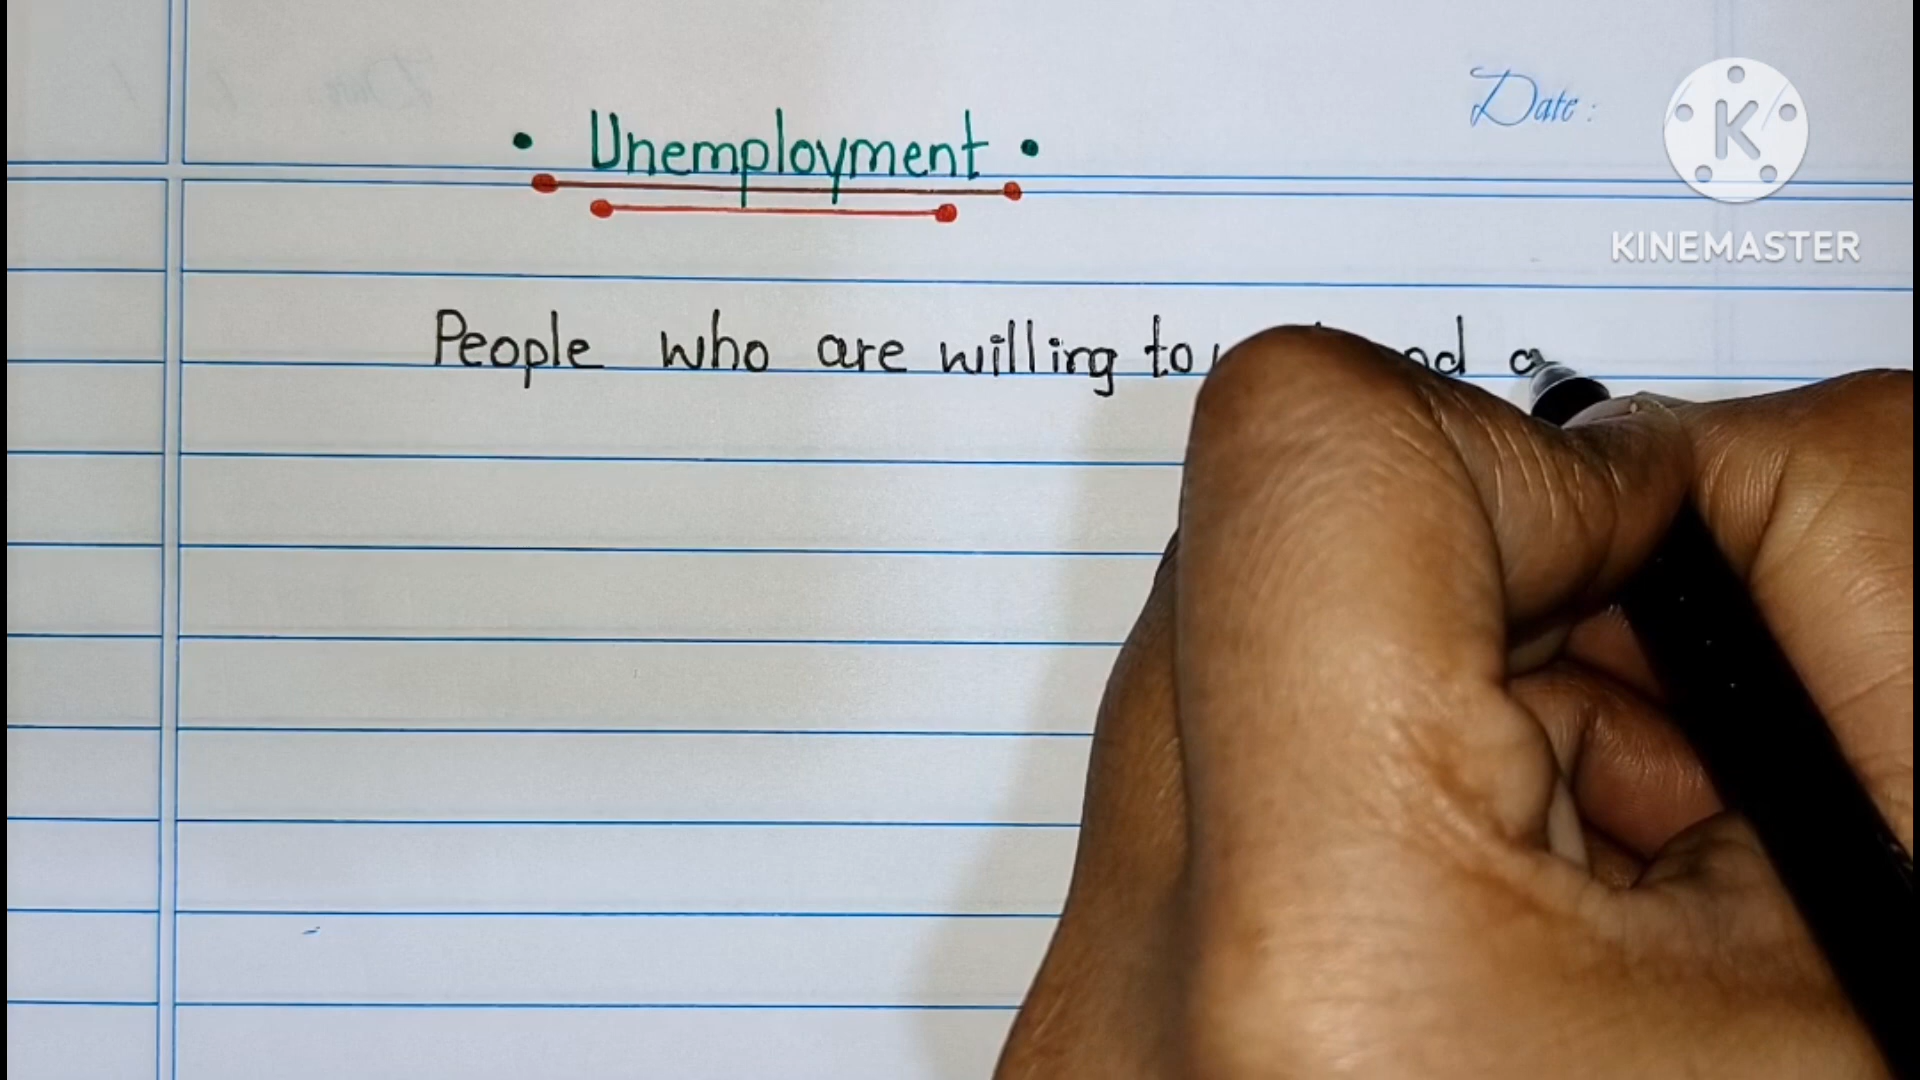 Date :
• Unemployment •
KINEMASTER
People who are willing to